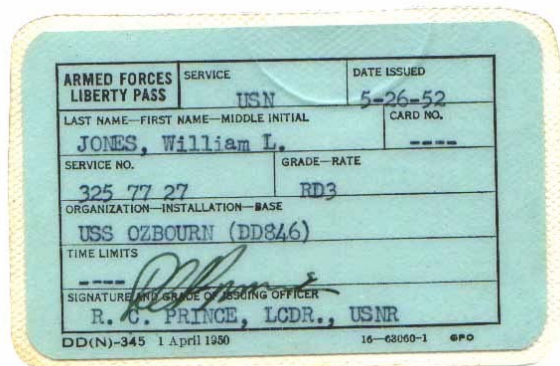 ARMED FORCES LIBERTY PASS
SERVICE
USN
DATE ISSUED
5-26-52
LAST NAME—FIRST NAME—MIDDLE INITIAL
JONES, William L.
CARD NO.
----
SERVICE NO.
325 77 27
GRADE—RATE
RD3
ORGANIZATION—INSTALLATION—BASE
USS OZBOURN (DD846)
TIME LIMITS
----
SIGNATURE AND GRADE OF ISSUING OFFICER
R. C. PRINCE, LCDR., USNR
DD(N)-345 1 April 1950 16—63060-1 GPO